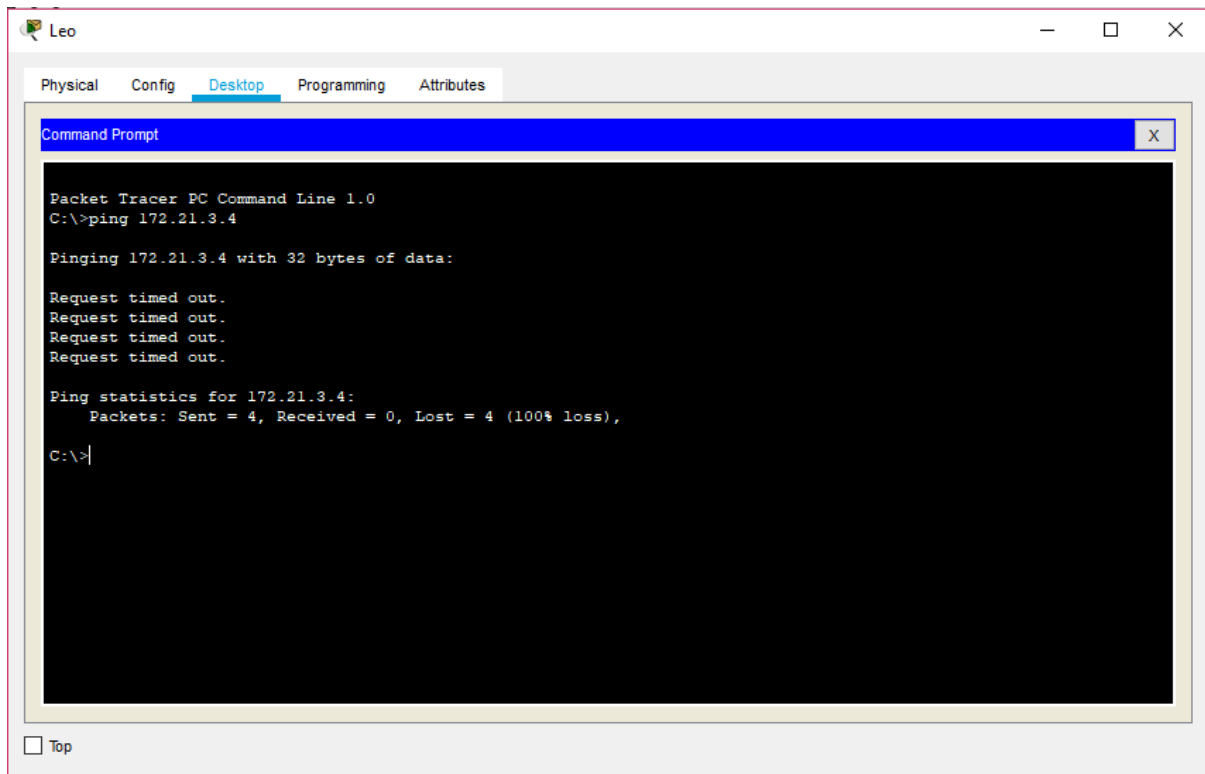 Leo
Physical Config Desktop Programming Attributes
Command Prompt X
Packet Tracer PC Command Line 1.0
C:\>ping 172.21.3.4
Pinging 172.21.3.4 with 32 bytes of data:
Request timed out.
Request timed out.
Request timed out.
Request timed out.
Ping statistics for 172.21.3.4:
    Packets: Sent = 4, Received = 0, Lost = 4 (100% loss),
C:\>
Top